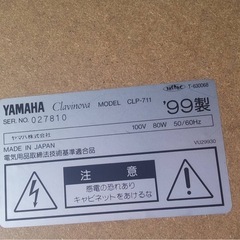 YAMAHA Clavinova MODEL CLP-711
SER. NO. 027810
100V 80W 50/60Hz
'99製
ヤマハ株式会社
MADE IN JAPAN
電気用品取締法技術基準適合品
注意
感電の恐れあり
キャビネットをあけるな